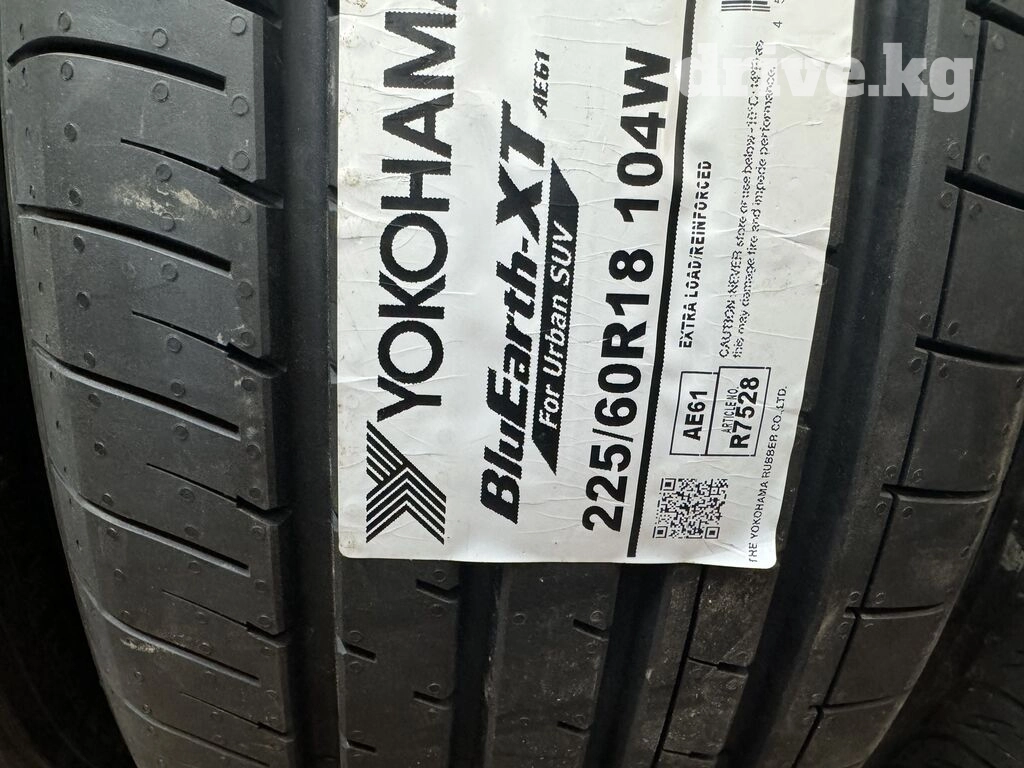 drive.kg
YOKOHAMA
BluEarth-XT AE61
For Urban SUV
225/60R18 104W
EXTRA LOAD/REINFORCED
CAUTION: NEVER store or use below
this may damage tire and impede performance.
AE61
ARTICLE NO.
R7528
THE YOKOHAMA RUBBER CO., LTD.